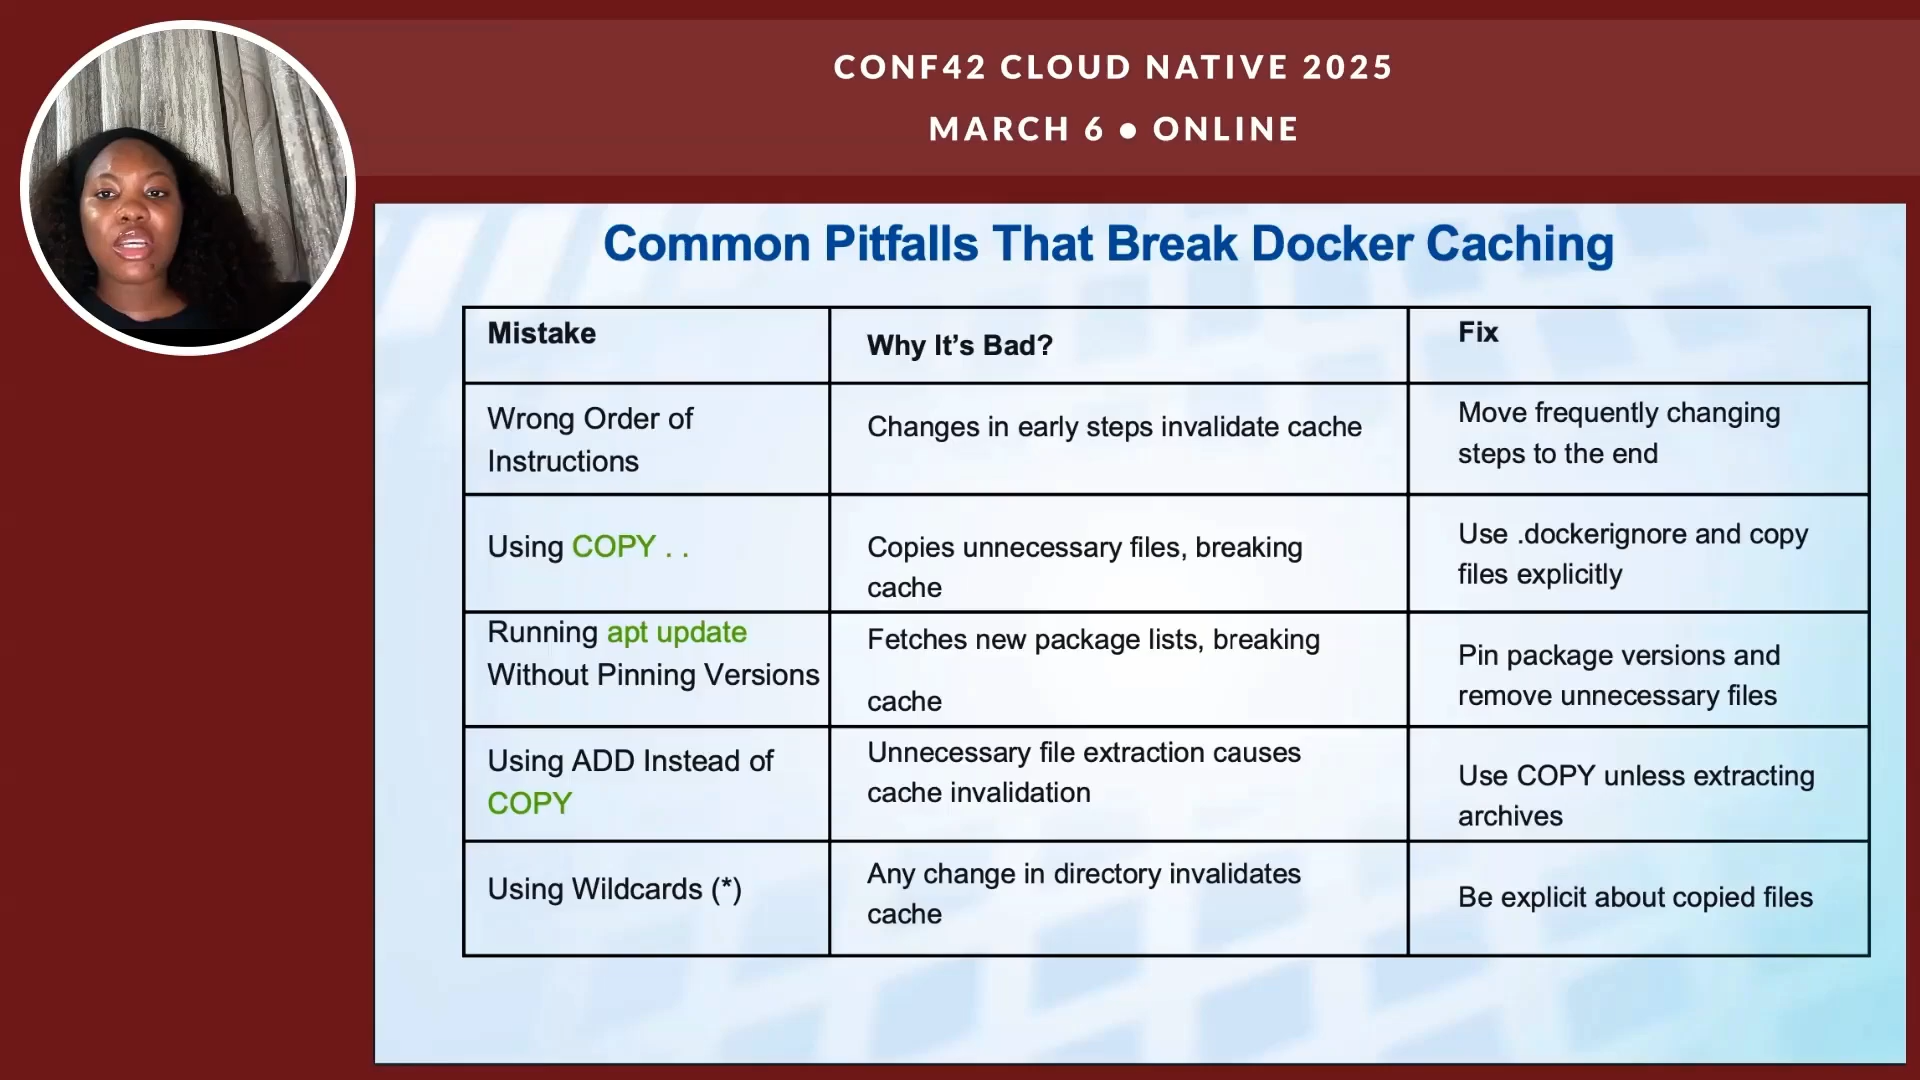 CONF42 CLOUD NATIVE 2025
MARCH 6 ● ONLINE
Common Pitfalls That Break Docker Caching
Mistake
Why It’s Bad?
Fix
Wrong Order of
Instructions
Changes in early steps invalidate cache
Move frequently changing
steps to the end
Using COPY . .
Copies unnecessary files, breaking
cache
Use .dockerignore and copy
files explicitly
Running apt update
Without Pinning Versions
Fetches new package lists, breaking
cache
Pin package versions and
remove unnecessary files
Using ADD Instead of
COPY
Unnecessary file extraction causes
cache invalidation
Use COPY unless extracting
archives
Using Wildcards (*)
Any change in directory invalidates
cache
Be explicit about copied files